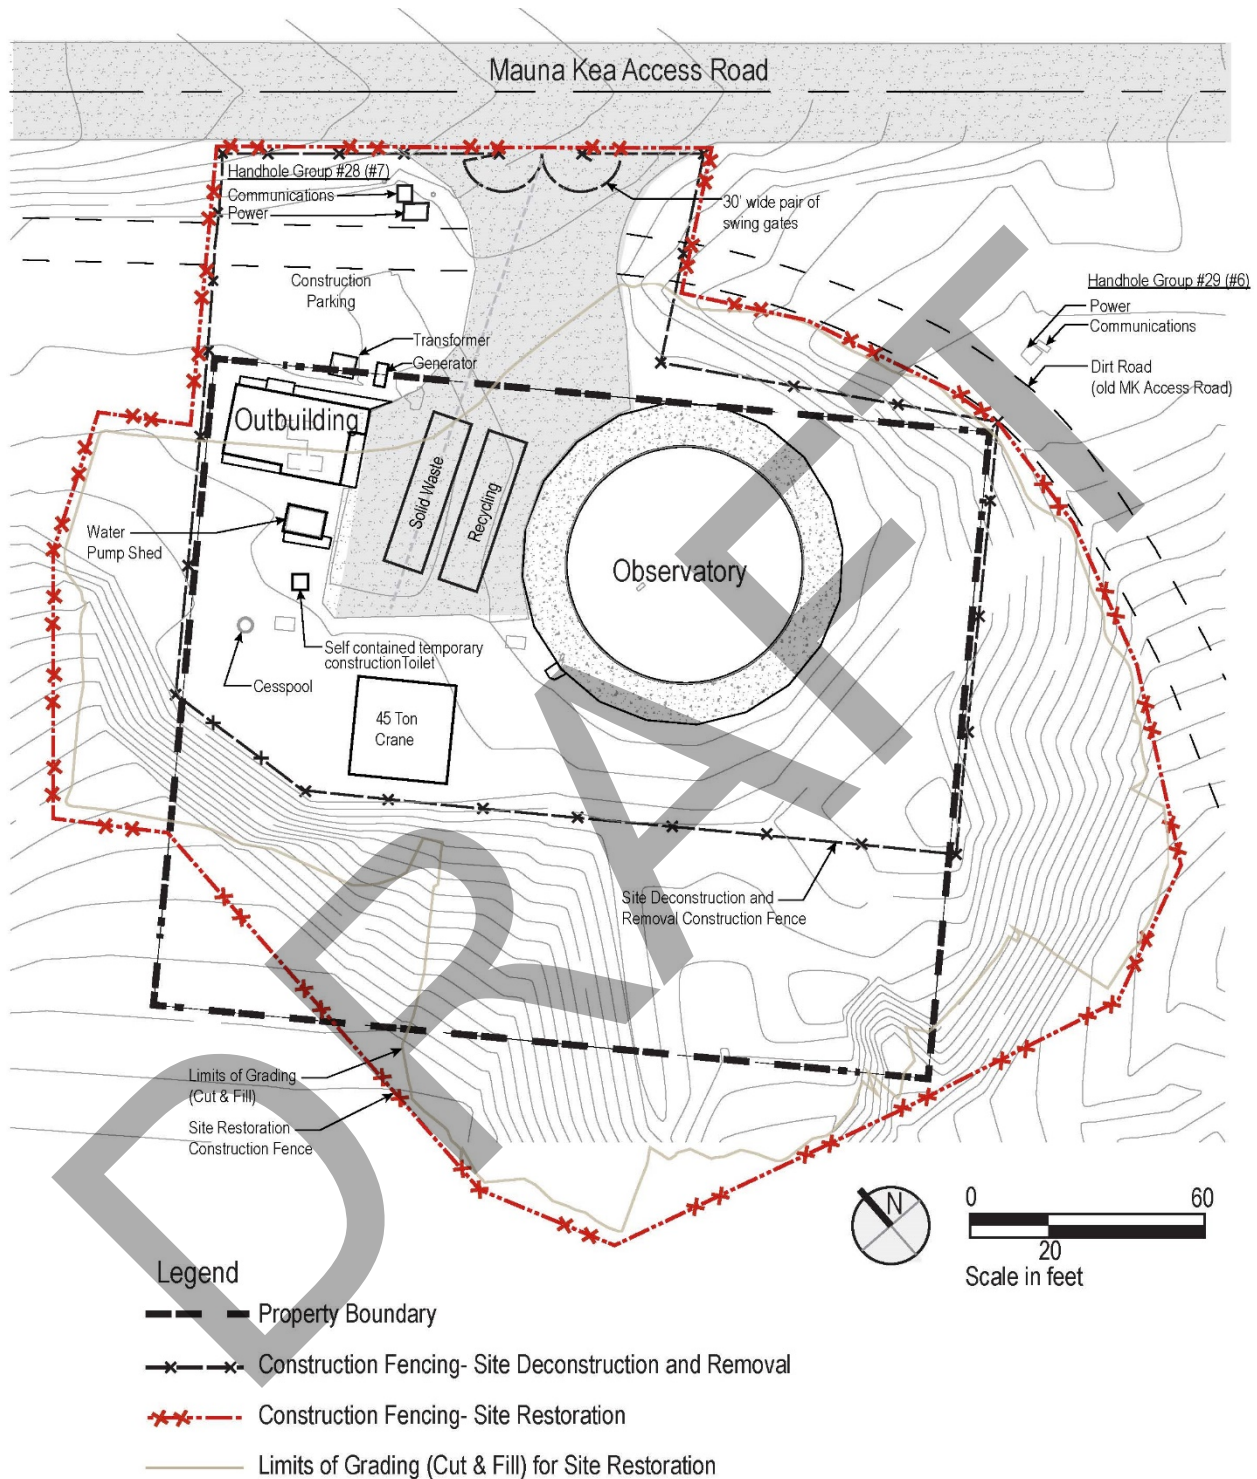 Mauna Kea Access Road
Handhole Group #28 (#7)
Communications
Power
30' wide pair of
swing gates
Construction
Parking
Handhole Group #29 (#6)
Power
Communications
Dirt Road
(old MK Access Road)
Transformer
Generator
Outbuilding
Solid Waste
Recycling
Water
Pump Shed
Observatory
Self contained temporary
constructionToilet
Cesspool
45 Ton
Crane
Site Deconstruction and
Removal Construction Fence
Limits of Grading
(Cut & Fill)
Site Restoration
Construction Fence
DRAFT
N
0 60
20
Scale in feet
Legend
Property Boundary
Construction Fencing- Site Deconstruction and Removal
Construction Fencing- Site Restoration
Limits of Grading (Cut & Fill) for Site Restoration